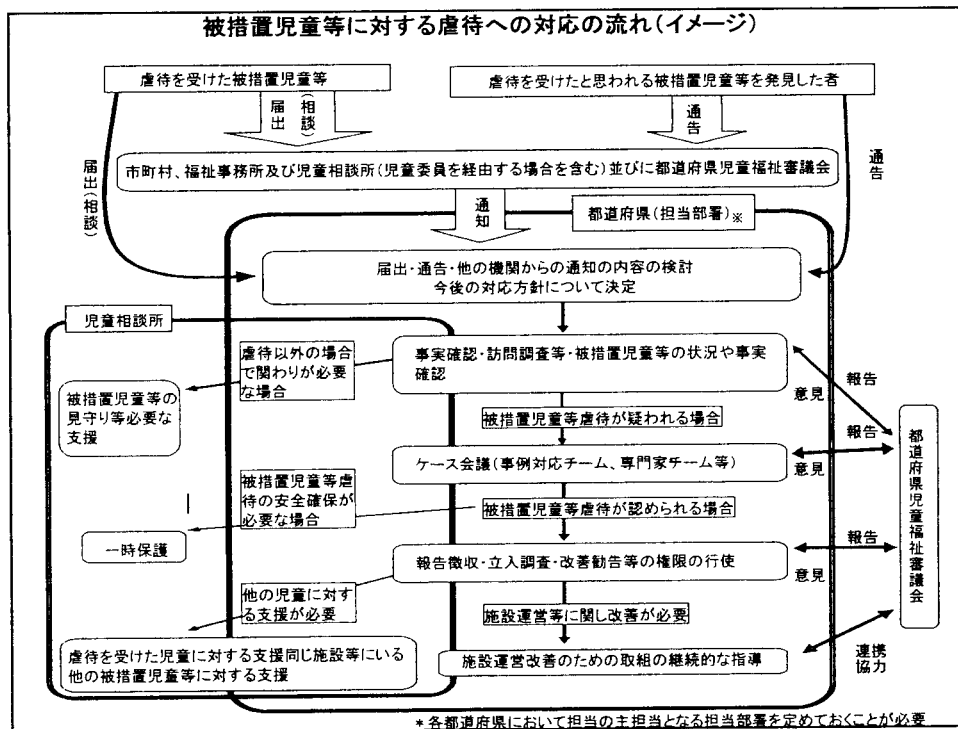 被措置児童等に対する虐待への対応の流れ(イメージ)
虐待を受けた被措置児童等
虐待を受けたと思われる被措置児童等を発見した者
届出
(相談)
通告
届出(相談)
通告
市町村、福祉事務所及び児童相談所(児童委員を経由する場合を含む)並びに都道府県児童福祉審議会
通知
都道府県(担当部署)※
届出・通告・他の機関からの通知の内容の検討
今後の対応方針について決定
児童相談所
虐待以外の場合
で関わりが必要
な場合
事実確認・訪問調査等・被措置児童等の状況や事実
確認
報告
意見
被措置児童等の
見守り等必要な
支援
被措置児童等虐待が疑われる場合
報告
ケース会議(事例対応チーム、専門家チーム等)
意見
都道府県児童福祉審議会
被措置児童等虐
待の安全確保が
必要な場合
被措置児童等虐待が認められる場合
一時保護
報告
報告徴収・立入調査・改善勧告等の権限の行使
意見
他の児童に対す
る支援が必要
施設運営等に関し改善が必要
虐待を受けた児童に対する支援同じ施設等にいる
他の被措置児童等に対する支援
施設運営改善のための取組の継続的な指導
連携
協力
*各都道府県において担当の主担当となる担当部署を定めておくことが必要